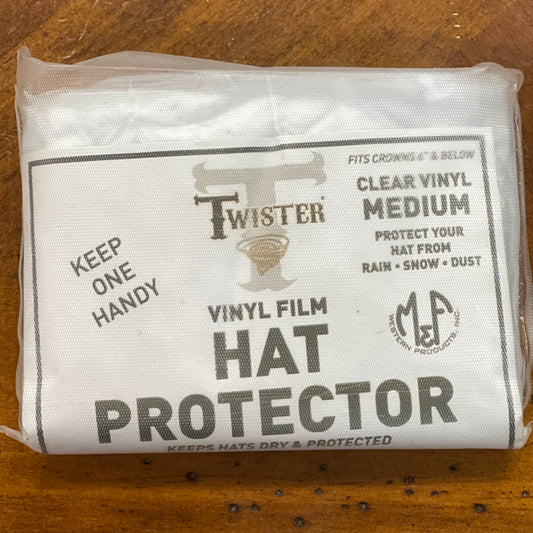 FITS CROWNS 6" & BELOW
TWISTER
CLEAR VINYL
MEDIUM
PROTECT YOUR
HAT FROM
RAIN • SNOW • DUST
KEEP
ONE
HANDY
M&F
WESTERN PRODUCTS, INC.
VINYL FILM
HAT
PROTECTOR
KEEPS HATS DRY & PROTECTED